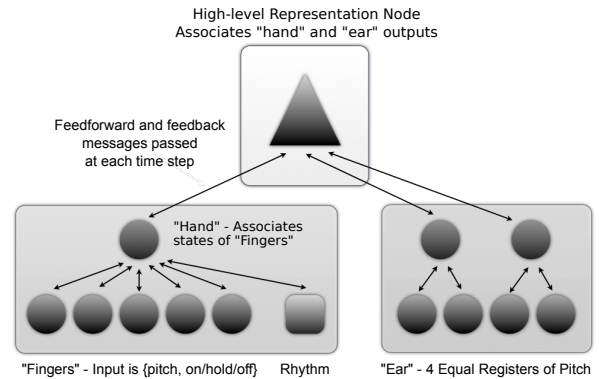 High-level Representation Node
Associates "hand" and "ear" outputs
Feedforward and feedback
messages passed
at each time step
"Hand" - Associates
states of "Fingers"
"Fingers" - Input is {pitch, on/hold/off}
Rhythm
"Ear" - 4 Equal Registers of Pitch